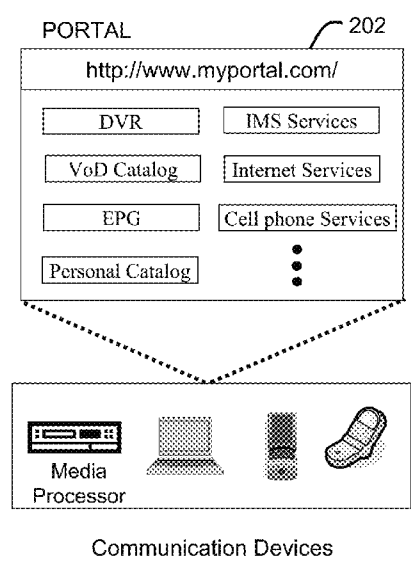 PORTAL
202
http://www.myportal.com/
DVR
IMS Services
VoD Catalog
Internet Services
EPG
Cell phone Services
Personal Catalog
Media
Processor
Communication Devices